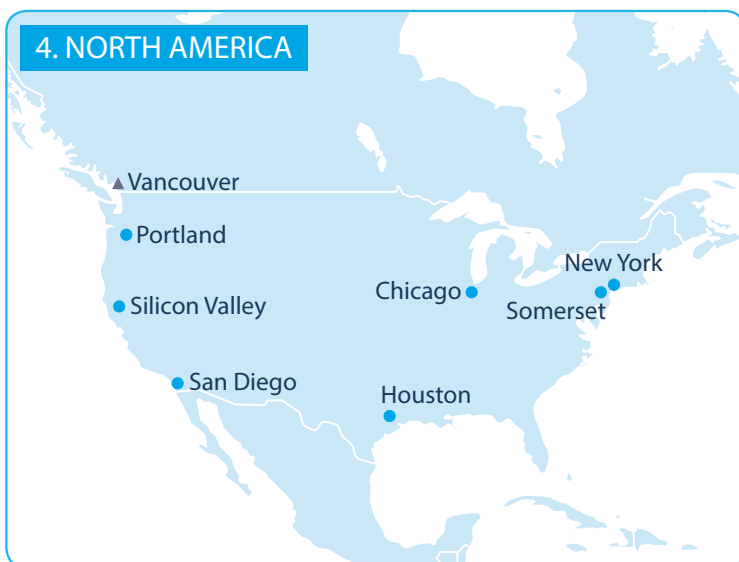 4. NORTH AMERICA
Vancouver
Portland
New York
Chicago
Somerset
Silicon Valley
San Diego
Houston